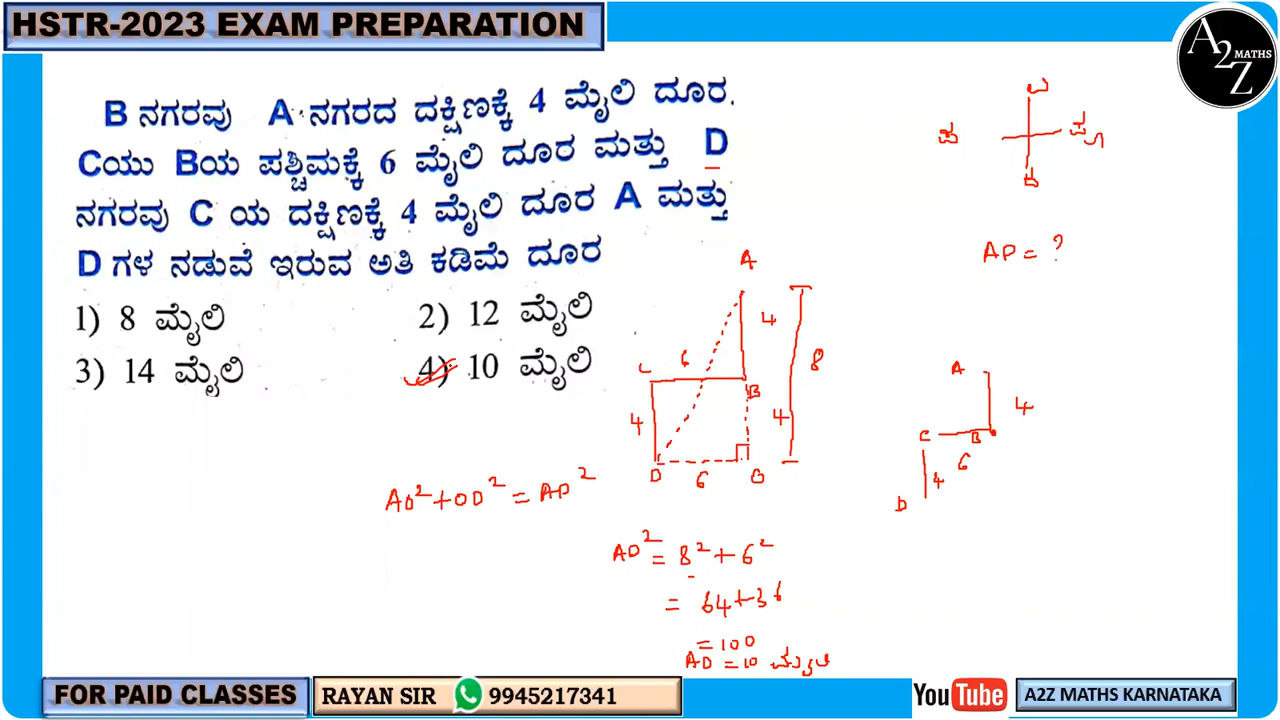 HSTR-2023 EXAM PREPARATION
A2Z MATHS
B ನಗರವು A ನಗರದ ದಕ್ಷಿಣಕ್ಕೆ 4 ಮೈಲಿ ದೂರ.
Cಯು Bಯ ಪಶ್ಚಿಮಕ್ಕೆ 6 ಮೈಲಿ ದೂರ ಮತ್ತು D
ನಗರವು C ಯ ದಕ್ಷಿಣಕ್ಕೆ 4 ಮೈಲಿ ದೂರ A ಮತ್ತು
D ಗಳ ನಡುವೆ ಇರುವ ಅತಿ ಕಡಿಮೆ ದೂರ
1) 8 ಮೈಲಿ 2) 12 ಮೈಲಿ
3) 14 ಮೈಲಿ 4) 10 ಮೈಲಿ
ಪ
AD = ?
A
4
6
8
C
B
4
4
D
6
O
A
4
C B
6
4
D
AO² + OD² = AD²
AD² = 8² + 6²
= 64+36
= 100
AD = 10
FOR PAID CLASSES
RAYAN SIR 9945217341
YouTube
A2Z MATHS KARNATAKA